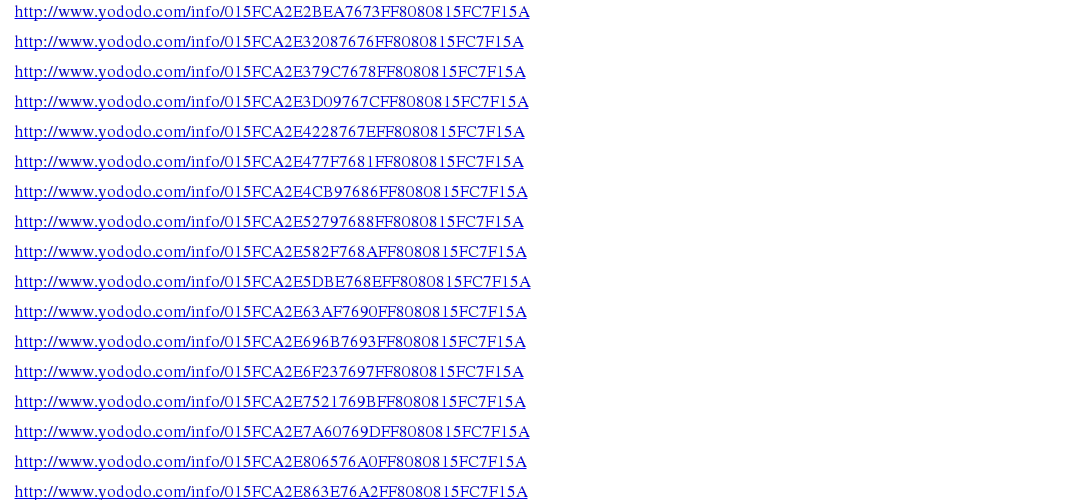 http://www.yododo.com/info/015FCA2E2BEA7673FF8080815FC7F15A
http://www.yododo.com/info/015FCA2E32087676FF8080815FC7F15A
http://www.yododo.com/info/015FCA2E379C7678FF8080815FC7F15A
http://www.yododo.com/info/015FCA2E3D09767CFF8080815FC7F15A
http://www.yododo.com/info/015FCA2E4228767EFF8080815FC7F15A
http://www.yododo.com/info/015FCA2E477F7681FF8080815FC7F15A
http://www.yododo.com/info/015FCA2E4CB97686FF8080815FC7F15A
http://www.yododo.com/info/015FCA2E52797688FF8080815FC7F15A
http://www.yododo.com/info/015FCA2E582F768AFF8080815FC7F15A
http://www.yododo.com/info/015FCA2E5DBE768EFF8080815FC7F15A
http://www.yododo.com/info/015FCA2E63AF7690FF8080815FC7F15A
http://www.yododo.com/info/015FCA2E696B7693FF8080815FC7F15A
http://www.yododo.com/info/015FCA2E6F237697FF8080815FC7F15A
http://www.yododo.com/info/015FCA2E7521769BFF8080815FC7F15A
http://www.yododo.com/info/015FCA2E7A60769DFF8080815FC7F15A
http://www.yododo.com/info/015FCA2E806576A0FF8080815FC7F15A
http://www.yododo.com/info/015FCA2E863E76A2FF8080815FC7F15A